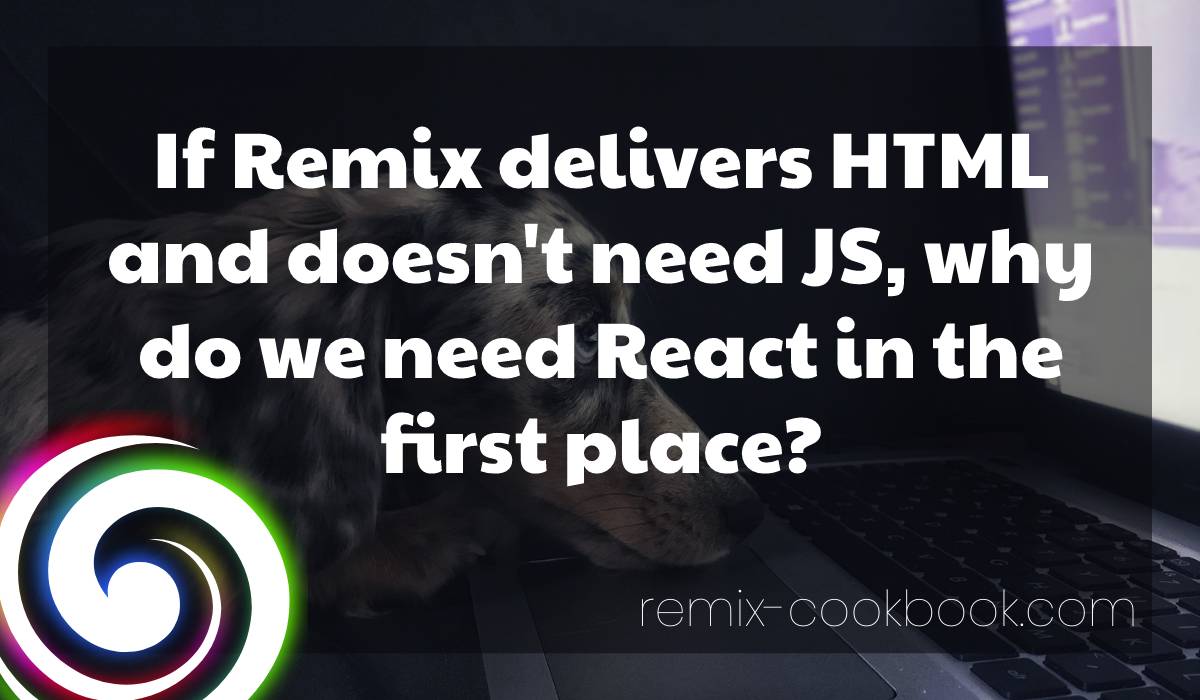 If Remix delivers HTML
and doesn't need JS, why
do we need React in the
first place?
remix-cookbook.com